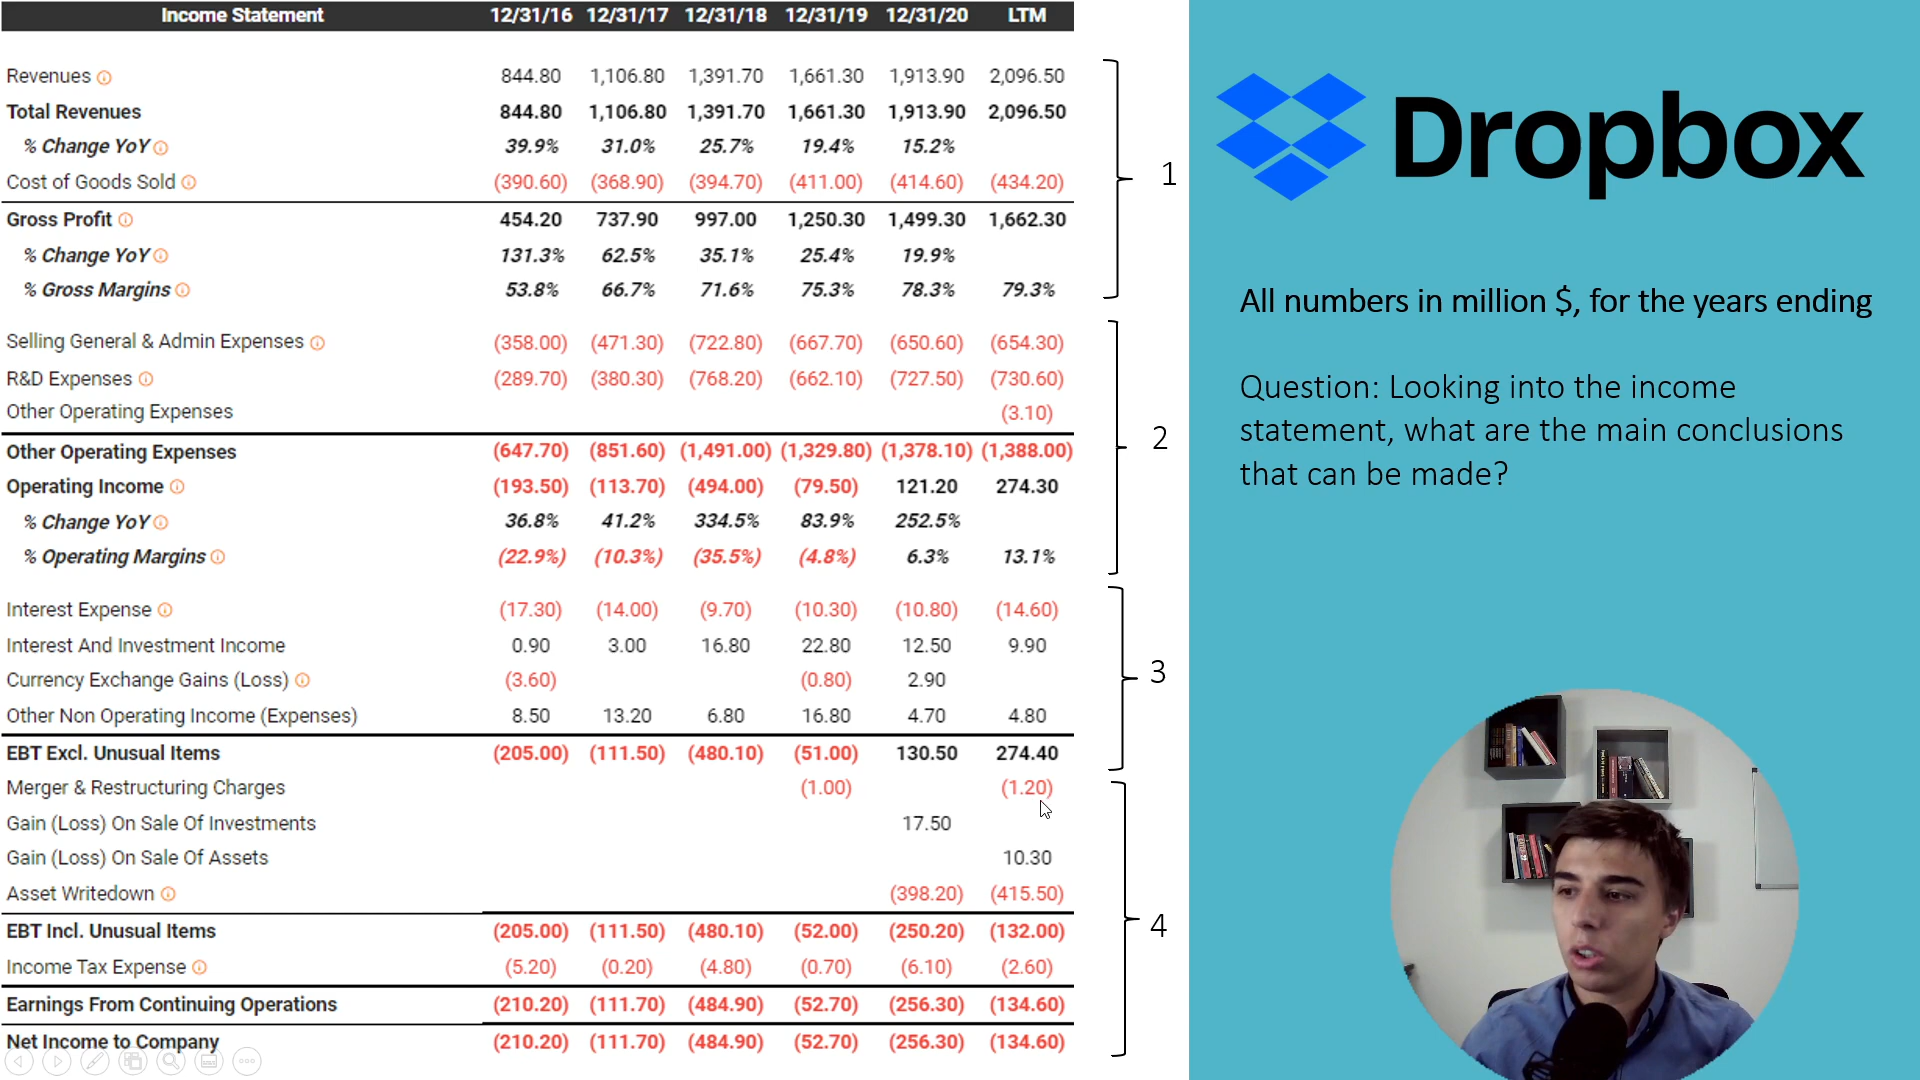 Income Statement 12/31/16 12/31/17 12/31/18 12/31/19 12/31/20 LTM
Revenues 844.80 1,106.80 1,391.70 1,661.30 1,913.90 2,096.50
Total Revenues 844.80 1,106.80 1,391.70 1,661.30 1,913.90 2,096.50
% Change YoY 39.9% 31.0% 25.7% 19.4% 15.2%
Cost of Goods Sold (390.60) (368.90) (394.70) (411.00) (414.60) (434.20)
Gross Profit 454.20 737.90 997.00 1,250.30 1,499.30 1,662.30
% Change YoY 131.3% 62.5% 35.1% 25.4% 19.9%
% Gross Margins 53.8% 66.7% 71.6% 75.3% 78.3% 79.3%
1
Selling General & Admin Expenses (358.00) (471.30) (722.80) (667.70) (650.60) (654.30)
R&D Expenses (289.70) (380.30) (768.20) (662.10) (727.50) (730.60)
Other Operating Expenses (3.10)
Other Operating Expenses (647.70) (851.60) (1,491.00) (1,329.80) (1,378.10) (1,388.00)
Operating Income (193.50) (113.70) (494.00) (79.50) 121.20 274.30
% Change YoY 36.8% 41.2% 334.5% 83.9% 252.5%
% Operating Margins (22.9%) (10.3%) (35.5%) (4.8%) 6.3% 13.1%
2
Interest Expense (17.30) (14.00) (9.70) (10.30) (10.80) (14.60)
Interest And Investment Income 0.90 3.00 16.80 22.80 12.50 9.90
Currency Exchange Gains (Loss) (3.60) (0.80) 2.90
Other Non Operating Income (Expenses) 8.50 13.20 6.80 16.80 4.70 4.80
EBT Excl. Unusual Items (205.00) (111.50) (480.10) (51.00) 130.50 274.40
3
Merger & Restructuring Charges (1.00) (1.20)
Gain (Loss) On Sale Of Investments 17.50
Gain (Loss) On Sale Of Assets 10.30
Asset Writedown (398.20) (415.50)
EBT Incl. Unusual Items (205.00) (111.50) (480.10) (52.00) (250.20) (132.00)
Income Tax Expense (5.20) (0.20) (4.80) (0.70) (6.10) (2.60)
Earnings From Continuing Operations (210.20) (111.70) (484.90) (52.70) (256.30) (134.60)
Net Income to Company (210.20) (111.70) (484.90) (52.70) (256.30) (134.60)
4
Dropbox
All numbers in million $, for the years ending
Question: Looking into the income
statement, what are the main conclusions
that can be made?